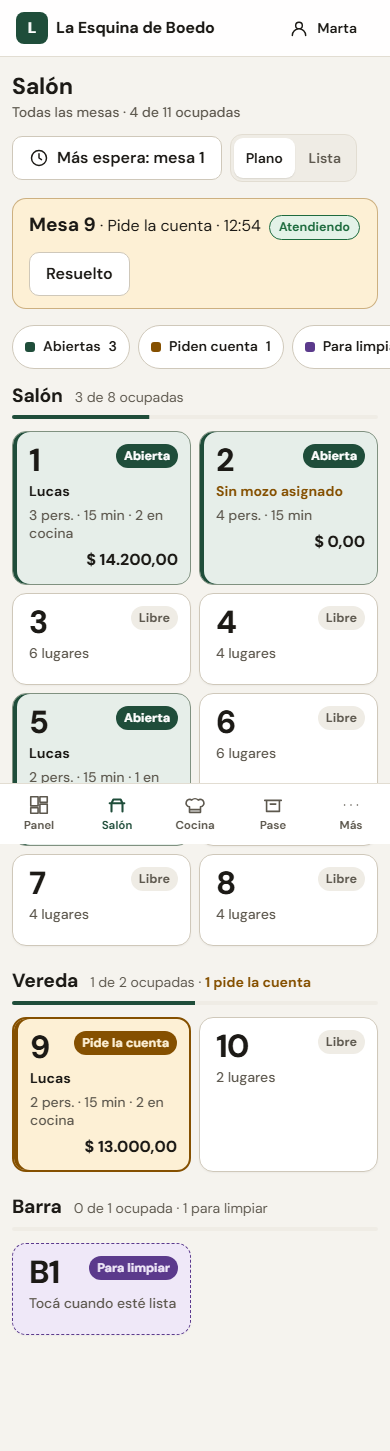 L La Esquina de Boedo Marta
Salón
Todas las mesas · 4 de 11 ocupadas
Más espera: mesa 1 Plano Lista
Mesa 9 · Pide la cuenta · 12:54 Atendiendo
Resuelto
Abiertas 3 Piden cuenta 1 Para limpi
Salón 3 de 8 ocupadas
1 Abierta
Lucas
3 pers. · 15 min · 2 en
cocina
$ 14.200,00
2 Abierta
Sin mozo asignado
4 pers. · 15 min
$ 0,00
3 Libre
6 lugares
4 Libre
4 lugares
5 Abierta
Lucas
2 pers. · 15 min · 1 en
6 Libre
6 lugares
Panel Salón Cocina Pase Más
7 Libre
4 lugares
8 Libre
4 lugares
Vereda 1 de 2 ocupadas · 1 pide la cuenta
9 Pide la cuenta
Lucas
2 pers. · 15 min · 2 en
cocina
$ 13.000,00
10 Libre
2 lugares
Barra 0 de 1 ocupada · 1 para limpiar
B1 Para limpiar
Tocá cuando esté lista